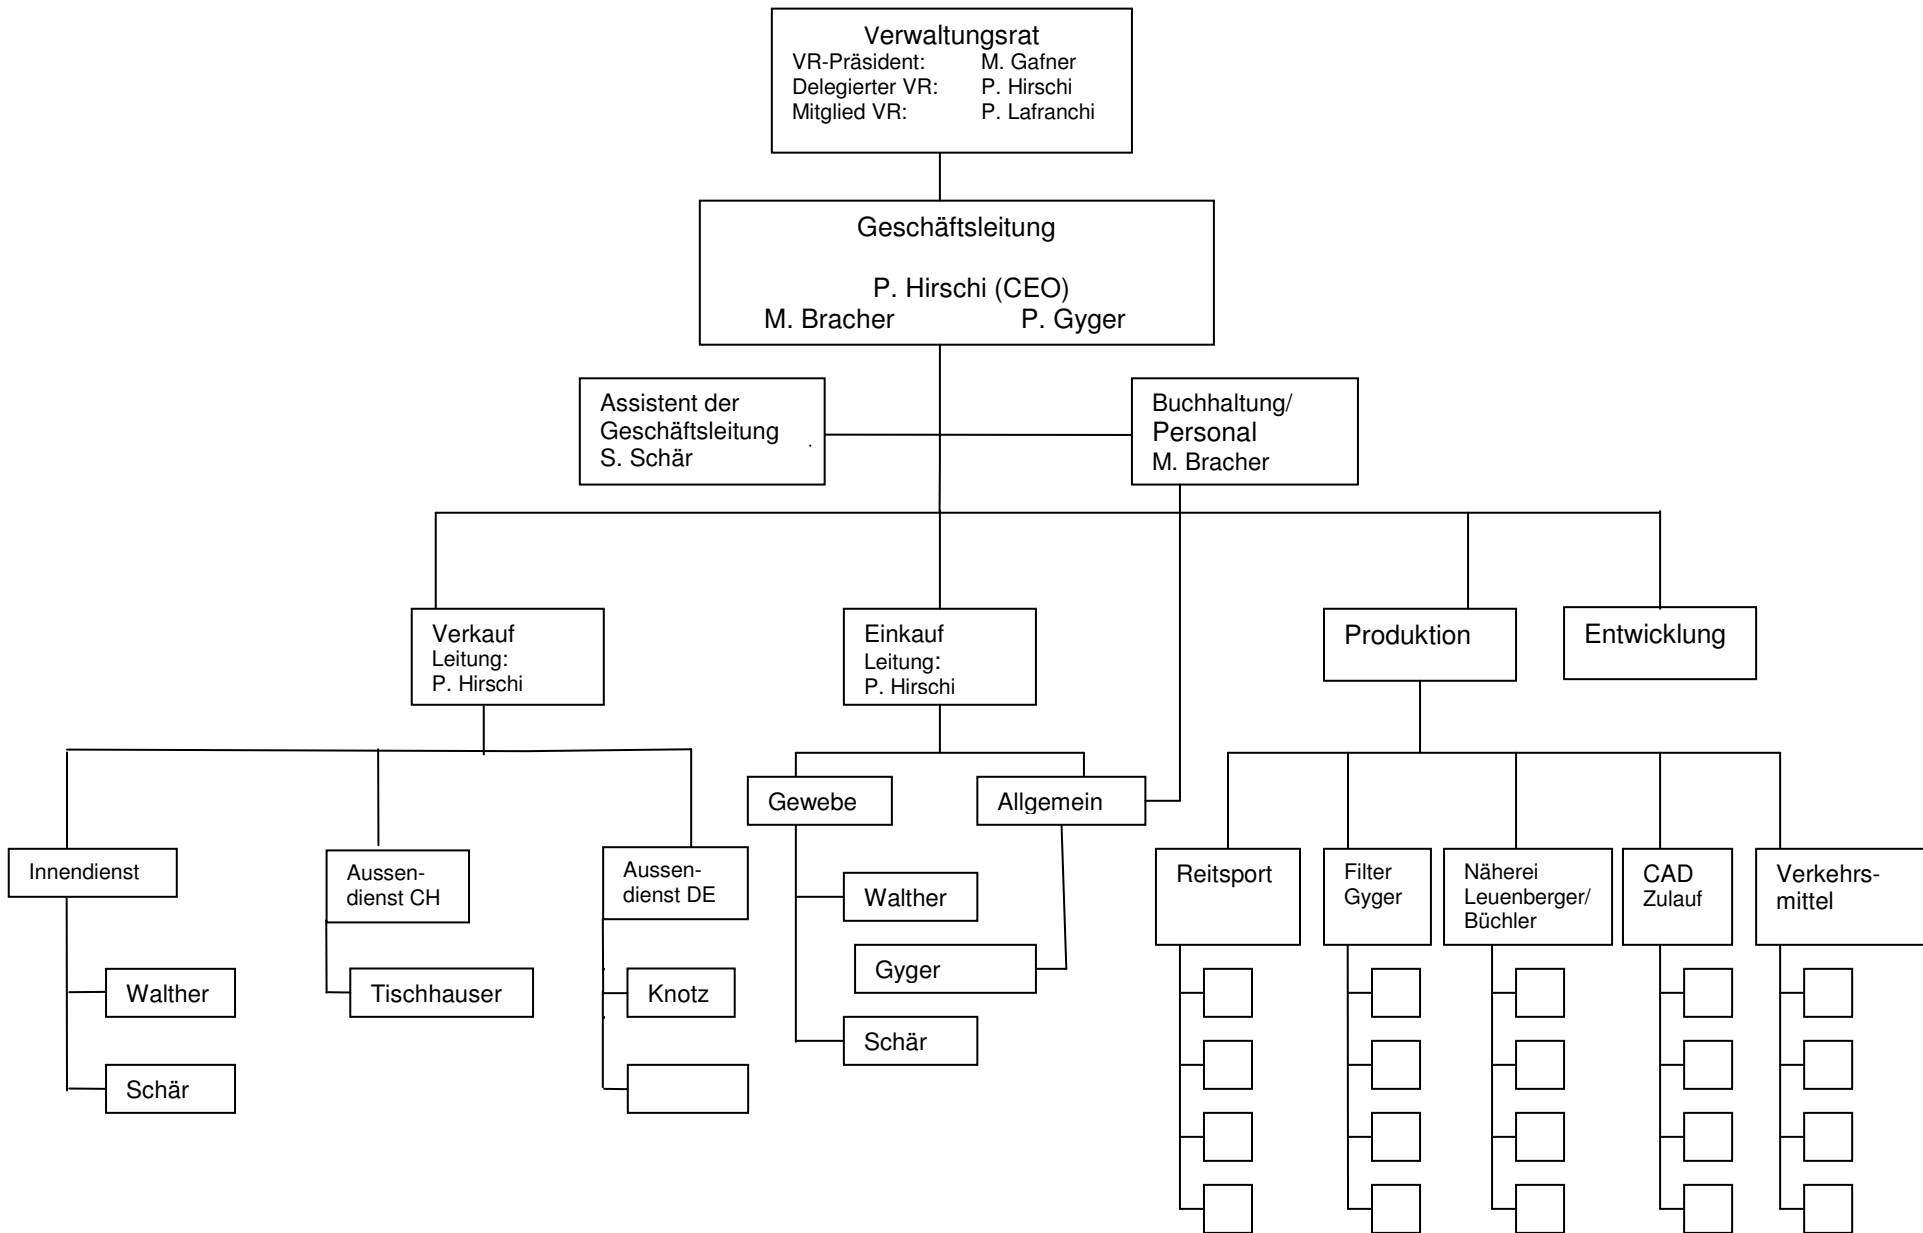 Verwaltungsrat
VR-Präsident: M. Gafner
Delegierter VR: P. Hirschi
Mitglied VR: P. Lafranchi
Geschäftsleitung
P. Hirschi (CEO)
M. Bracher P. Gyger
Assistent der
Geschäftsleitung
S. Schär
Buchhaltung/
Personal
M. Bracher
Verkauf
Leitung:
P. Hirschi
Einkauf
Leitung:
P. Hirschi
Produktion
Entwicklung
Gewebe
Allgemein
Innendienst
Aussen-
dienst CH
Aussen-
dienst DE
Reitsport
Filter
Gyger
Näherei
Leuenberger/
Büchler
CAD
Zulauf
Verkehrs-
mittel
Walther
Schär
Tischhauser
Knotz
Walther
Gyger
Schär